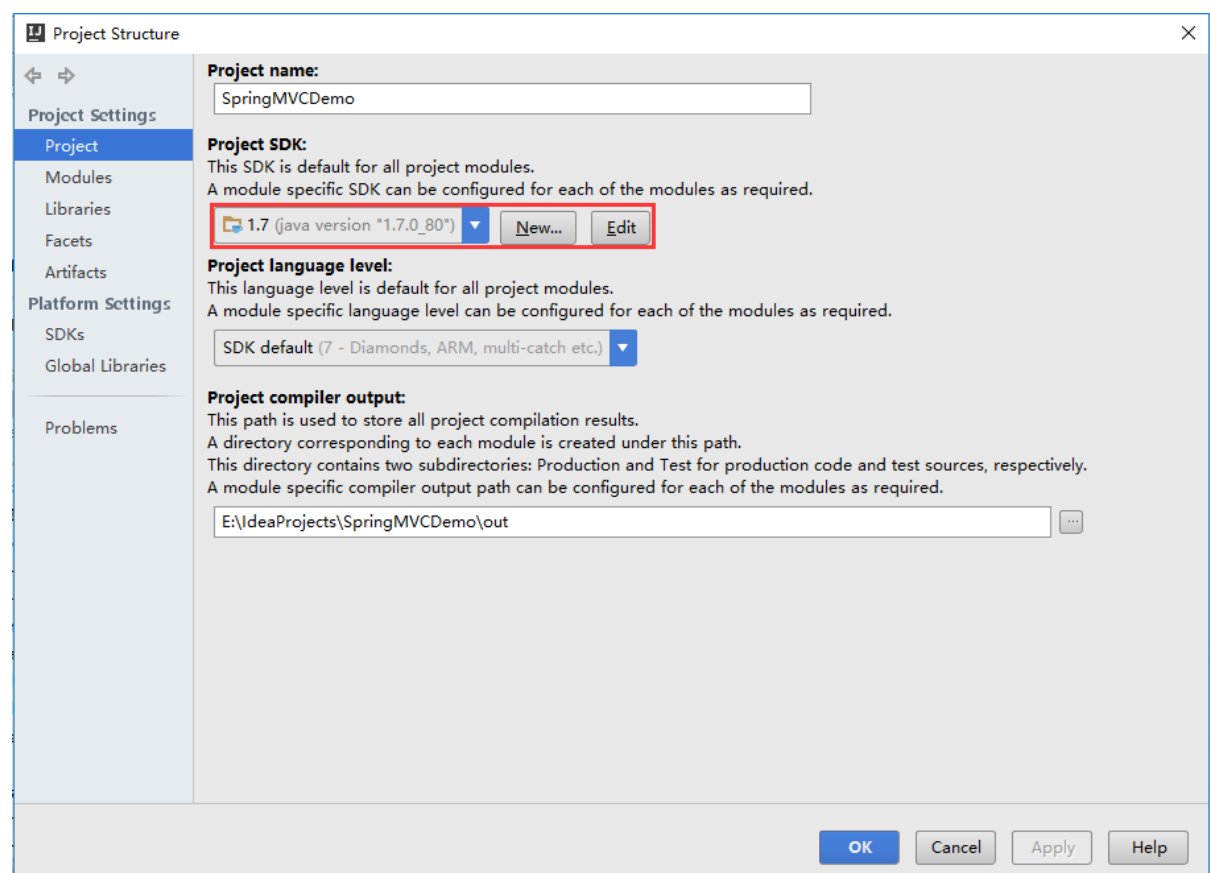 Project Structure
Project Settings
Project
Modules
Libraries
Facets
Artifacts
Platform Settings
SDKs
Global Libraries
Problems
Project name:
SpringMVCDemo
Project SDK:
This SDK is default for all project modules.
A module specific SDK can be configured for each of the modules as required.
1.7 (java version "1.7.0_80") New... Edit
Project language level:
This language level is default for all project modules.
A module specific language level can be configured for each of the modules as required.
SDK default (7 - Diamonds, ARM, multi-catch etc.)
Project compiler output:
This path is used to store all project compilation results.
A directory corresponding to each module is created under this path.
This directory contains two subdirectories: Production and Test for production code and test sources, respectively.
A module specific compiler output path can be configured for each of the modules as required.
E:\IdeaProjects\SpringMVCDemo\out ...
OK Cancel Apply Help